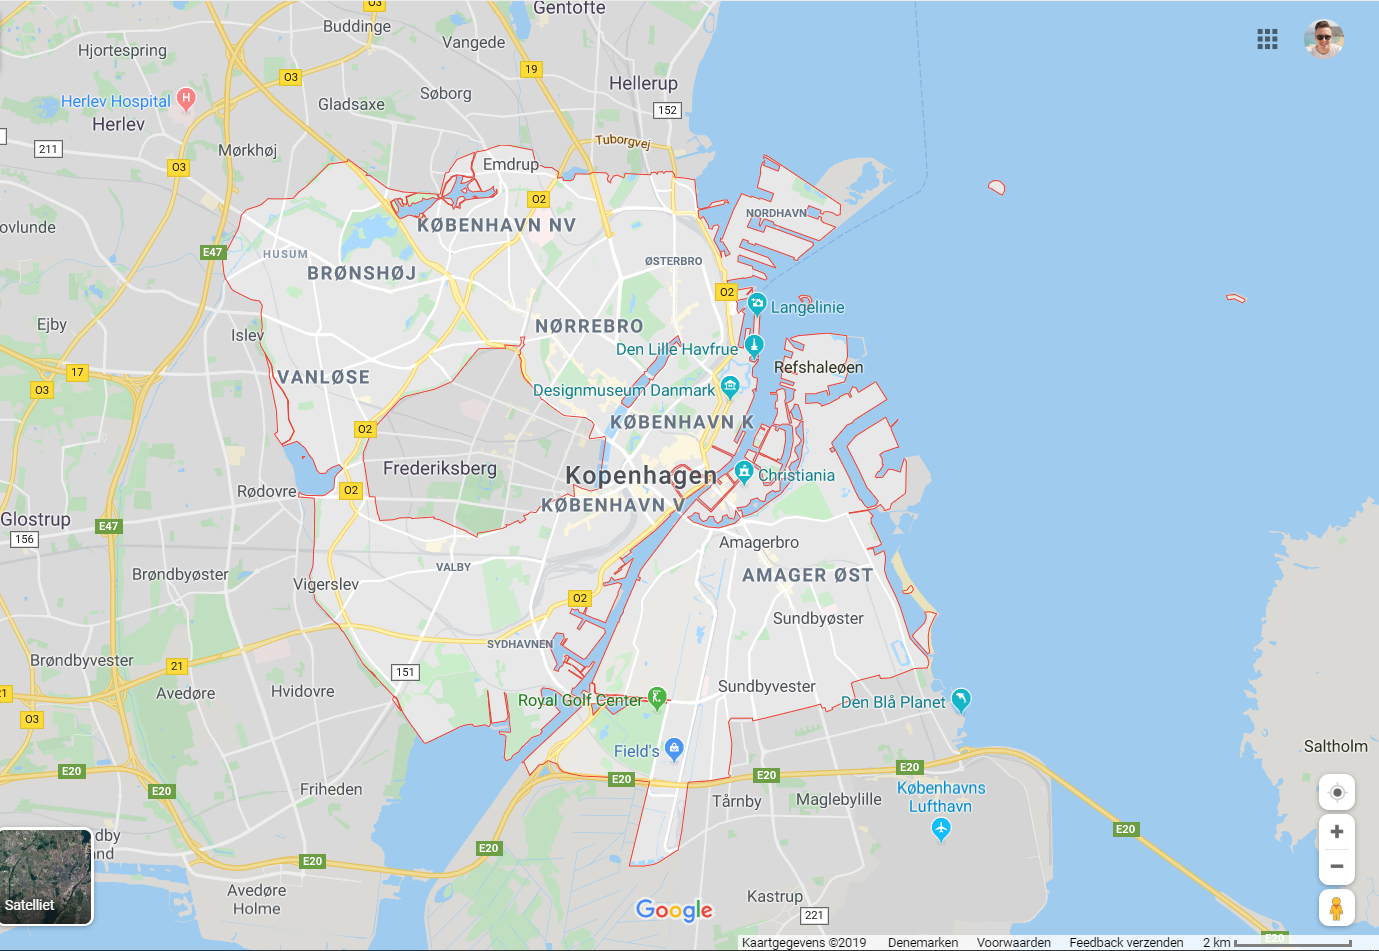 Gentofte
O3
Buddinge
Vangede
Hjortespring
19
O3
Hellerup
Søborg
Herlev Hospital
H
Gladsaxe
152
Herlev
Tuborgvej
211
Mørkhøj
Emdrup
O3
O2
NORDHAVN
KØBENHAVN NV
ovlunde
E47
HUSUM
ØSTERBRO
BRØNSHØJ
O2
Langelinie
Ejby
NØRREBRO
Islev
Den Lille Havfrue
17
Refshaleøen
VANLØSE
O3
Designmuseum Danmark
KØBENHAVN K
O2
Frederiksberg
Kopenhagen
Christiania
Rødovre
O2
KØBENHAVN V
Glostrup
E47
156
Amagerbro
VALBY
Brøndbyøster
AMAGER ØST
Vigerslev
O2
Sundbyøster
SYDHAVNEN
Brøndbyvester
21
151
Sundbyvester
21
Avedøre
Hvidovre
Royal Golf Center
Den Blå Planet
O3
Saltholm
Field's
E20
E20
E20
E20
E20
Friheden
Københavns
Lufthavn
Tårnby
Maglebylille
E20
dby
and
E20
E20
Avedøre
Holme
Kastrup
Satelliet
Google
221
E20
Kaartgegevens ©2019 Denemarken Voorwaarden Feedback verzenden 2 km